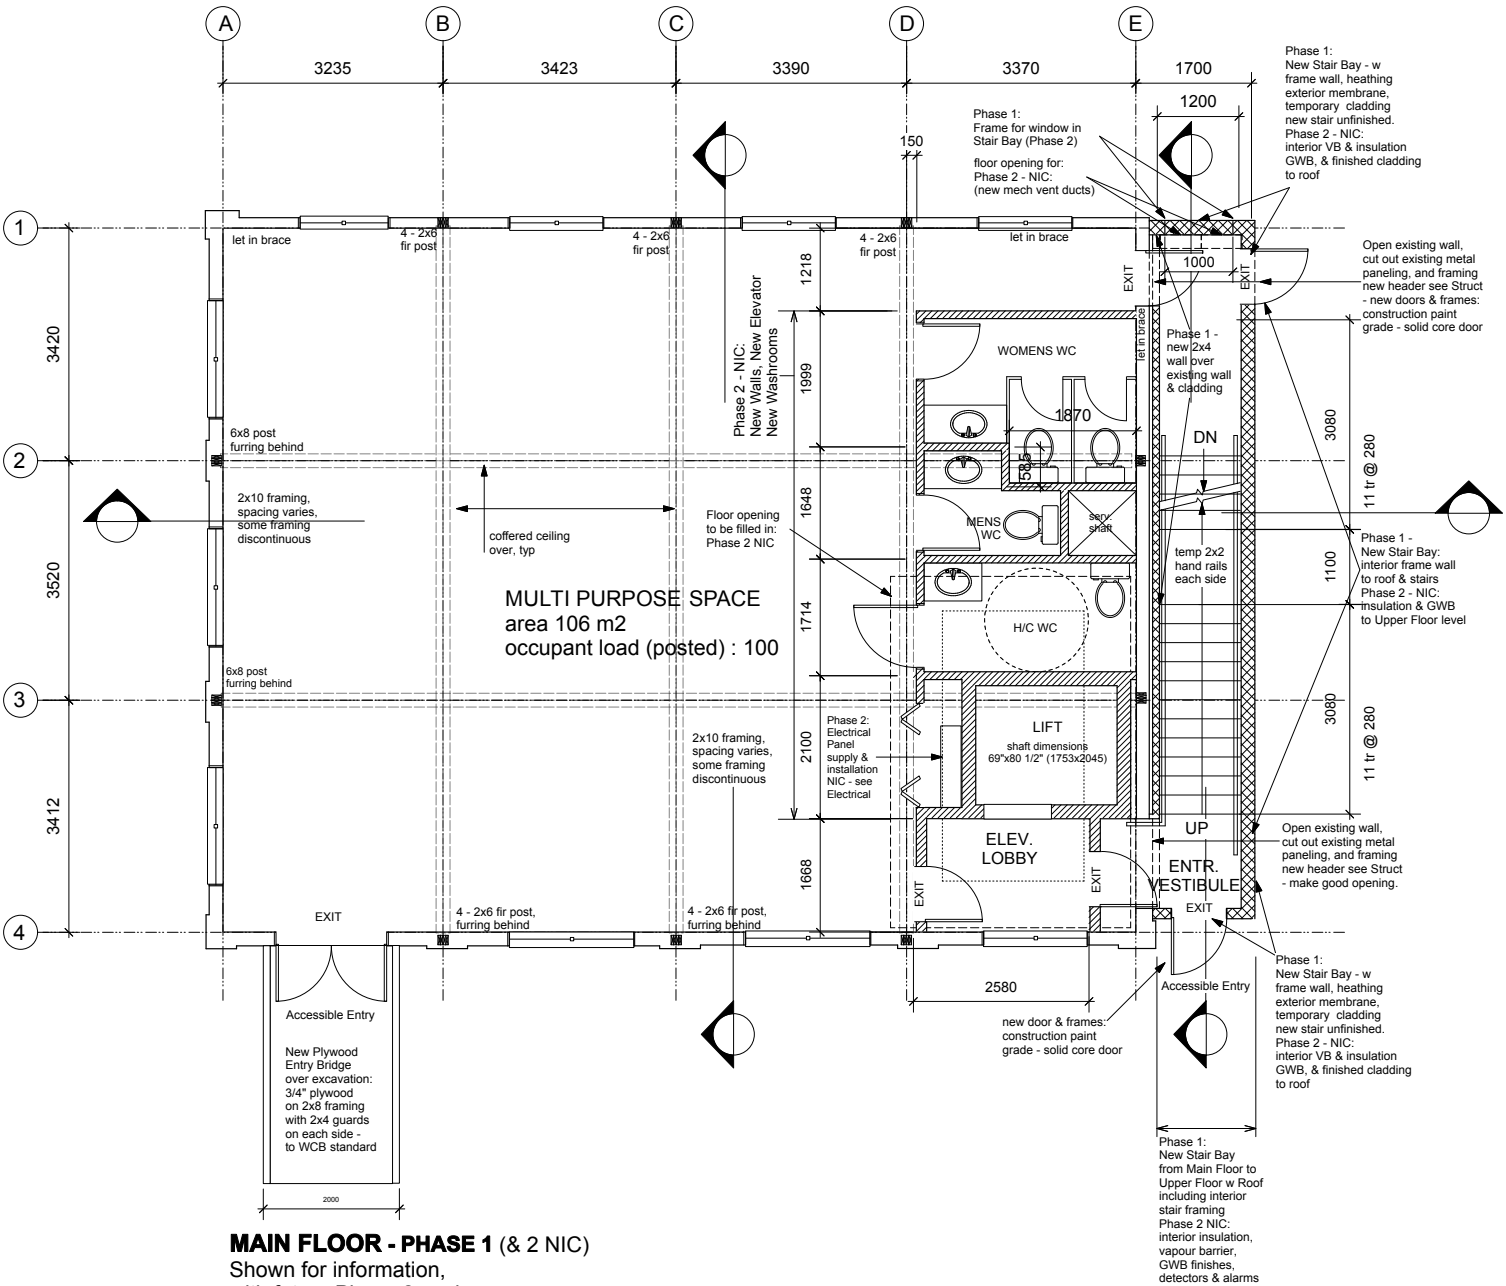 A
B
C
D
E
3235
3423
3390
3370
1700
1200
150
Phase 1:
Frame for window in
Stair Bay (Phase 2)
floor opening for:
Phase 2 - NIC:
(new mech vent ducts)
Phase 1:
New Stair Bay - w
frame wall, heathing
exterior membrane,
temporary cladding
new stair unfinished.
Phase 2 - NIC:
interior VB & insulation
GWB, & finished cladding
to roof
1
let in brace
4 - 2x6
fir post
4 - 2x6
fir post
4 - 2x6
fir post
let in brace
3420
1218
EXIT
1000
EXIT
Open existing wall,
cut out existing metal
paneling, and framing
new header see Struct
- new doors & frames:
construction paint
grade - solid core door
Phase 2 - NIC:
New Walls, New Elevator
New Washrooms
1999
WOMENS WC
let in brace
Phase 1 -
new 2x4
wall over
existing wall
& cladding
1870
585
DN
3080
11 tr @ 280
6x8 post
furring behind
2
2x10 framing,
spacing varies,
some framing
discontinuous
coffered ceiling
over, typ
Floor opening
to be filled in:
Phase 2 NIC
1648
MENS
WC
serv.
shaft
temp 2x2
hand rails
each side
1100
Phase 1 -
New Stair Bay:
interior frame wall
to roof & stairs
Phase 2 - NIC:
insulation & GWB
to Upper Floor level
3520
MULTI PURPOSE SPACE
area 106 m2
occupant load (posted) : 100
1714
H/C WC
6x8 post
furring behind
3
2x10 framing,
spacing varies,
some framing
discontinuous
2100
Phase 2:
Electrical
Panel
supply &
installation
NIC - see
Electrical
LIFT
shaft dimensions
69"x80 1/2" (1753x2045)
3080
11 tr @ 280
3412
1668
ELEV.
LOBBY
EXIT
EXIT
UP
ENTR.
VESTIBULE
EXIT
Open existing wall,
cut out existing metal
paneling, and framing
new header see Struct
- make good opening.
4
EXIT
4 - 2x6 fir post,
furring behind
4 - 2x6 fir post,
furring behind
Accessible Entry
2580
Accessible Entry
new door & frames:
construction paint
grade - solid core door
Phase 1:
New Stair Bay - w
frame wall, heathing
exterior membrane,
temporary cladding
new stair unfinished.
Phase 2 - NIC:
interior VB & insulation
GWB, & finished cladding
to roof
New Plywood
Entry Bridge
over excavation:
3/4" plywood
on 2x8 framing
with 2x4 guards
on each side -
to WCB standard
2000
Phase 1:
New Stair Bay
from Main Floor to
Upper Floor w Roof
including interior
stair framing
Phase 2 NIC:
interior insulation,
vapour barrier,
GWB finishes,
detectors & alarms
MAIN FLOOR - PHASE 1 (& 2 NIC)
Shown for information,